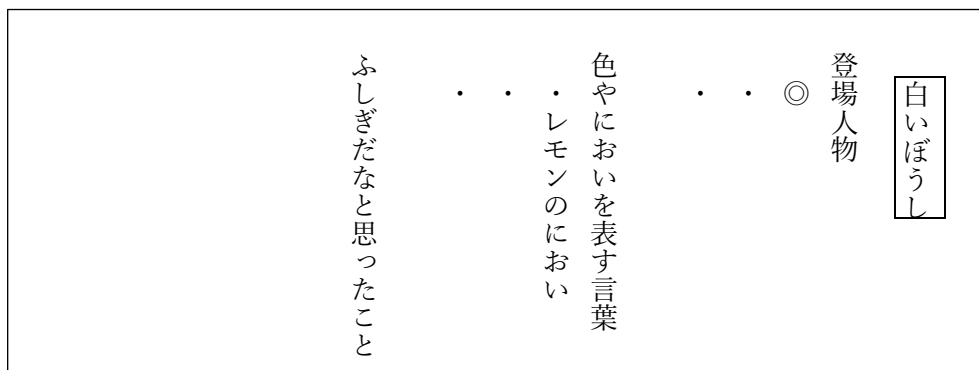 白いぼうし
登場人物
◎
・
・
色やにおいを表す言葉
・レモンのにおい
・
・
ふしぎだなと思ったこと